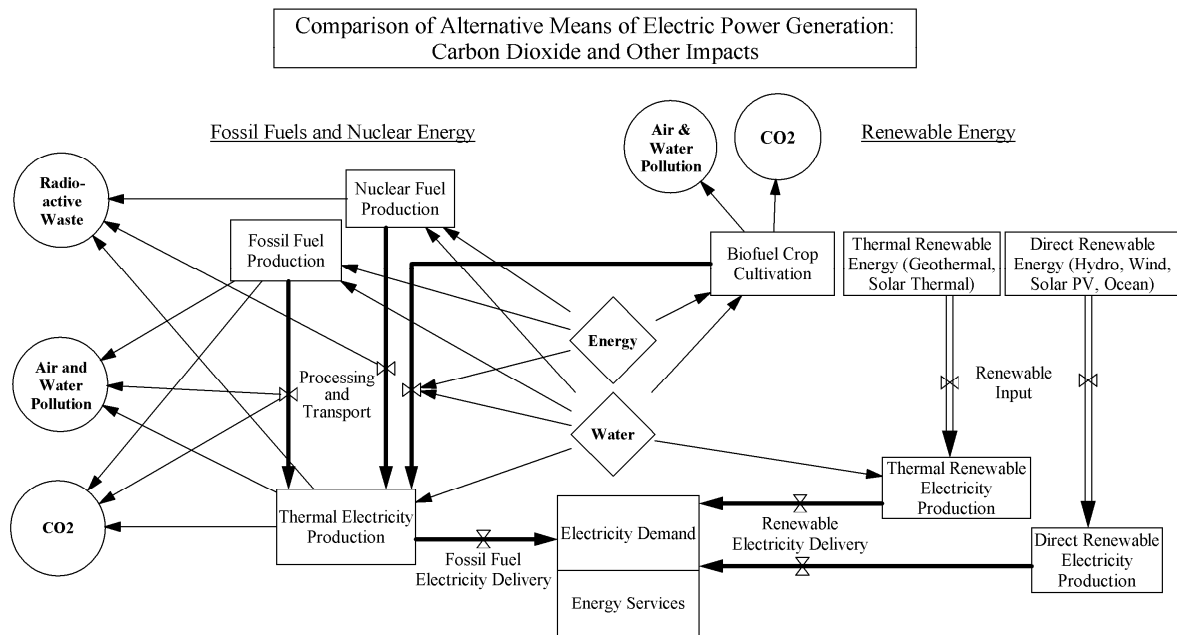 Comparison of Alternative Means of Electric Power Generation:
Carbon Dioxide and Other Impacts
Fossil Fuels and Nuclear Energy
Air &
Water
Pollution
CO2
Renewable Energy
Radio-
active
Waste
Nuclear Fuel
Production
Fossil Fuel
Production
Biofuel Crop
Cultivation
Thermal Renewable
Energy (Geothermal,
Solar Thermal)
Direct Renewable
Energy (Hydro, Wind,
Solar PV, Ocean)
Energy
Air and
Water
Pollution
Processing
and
Transport
Renewable
Input
Water
CO2
Thermal Electricity
Production
Fossil Fuel
Electricity Delivery
Electricity Demand
Energy Services
Renewable
Electricity Delivery
Thermal Renewable
Electricity
Production
Direct Renewable
Electricity
Production